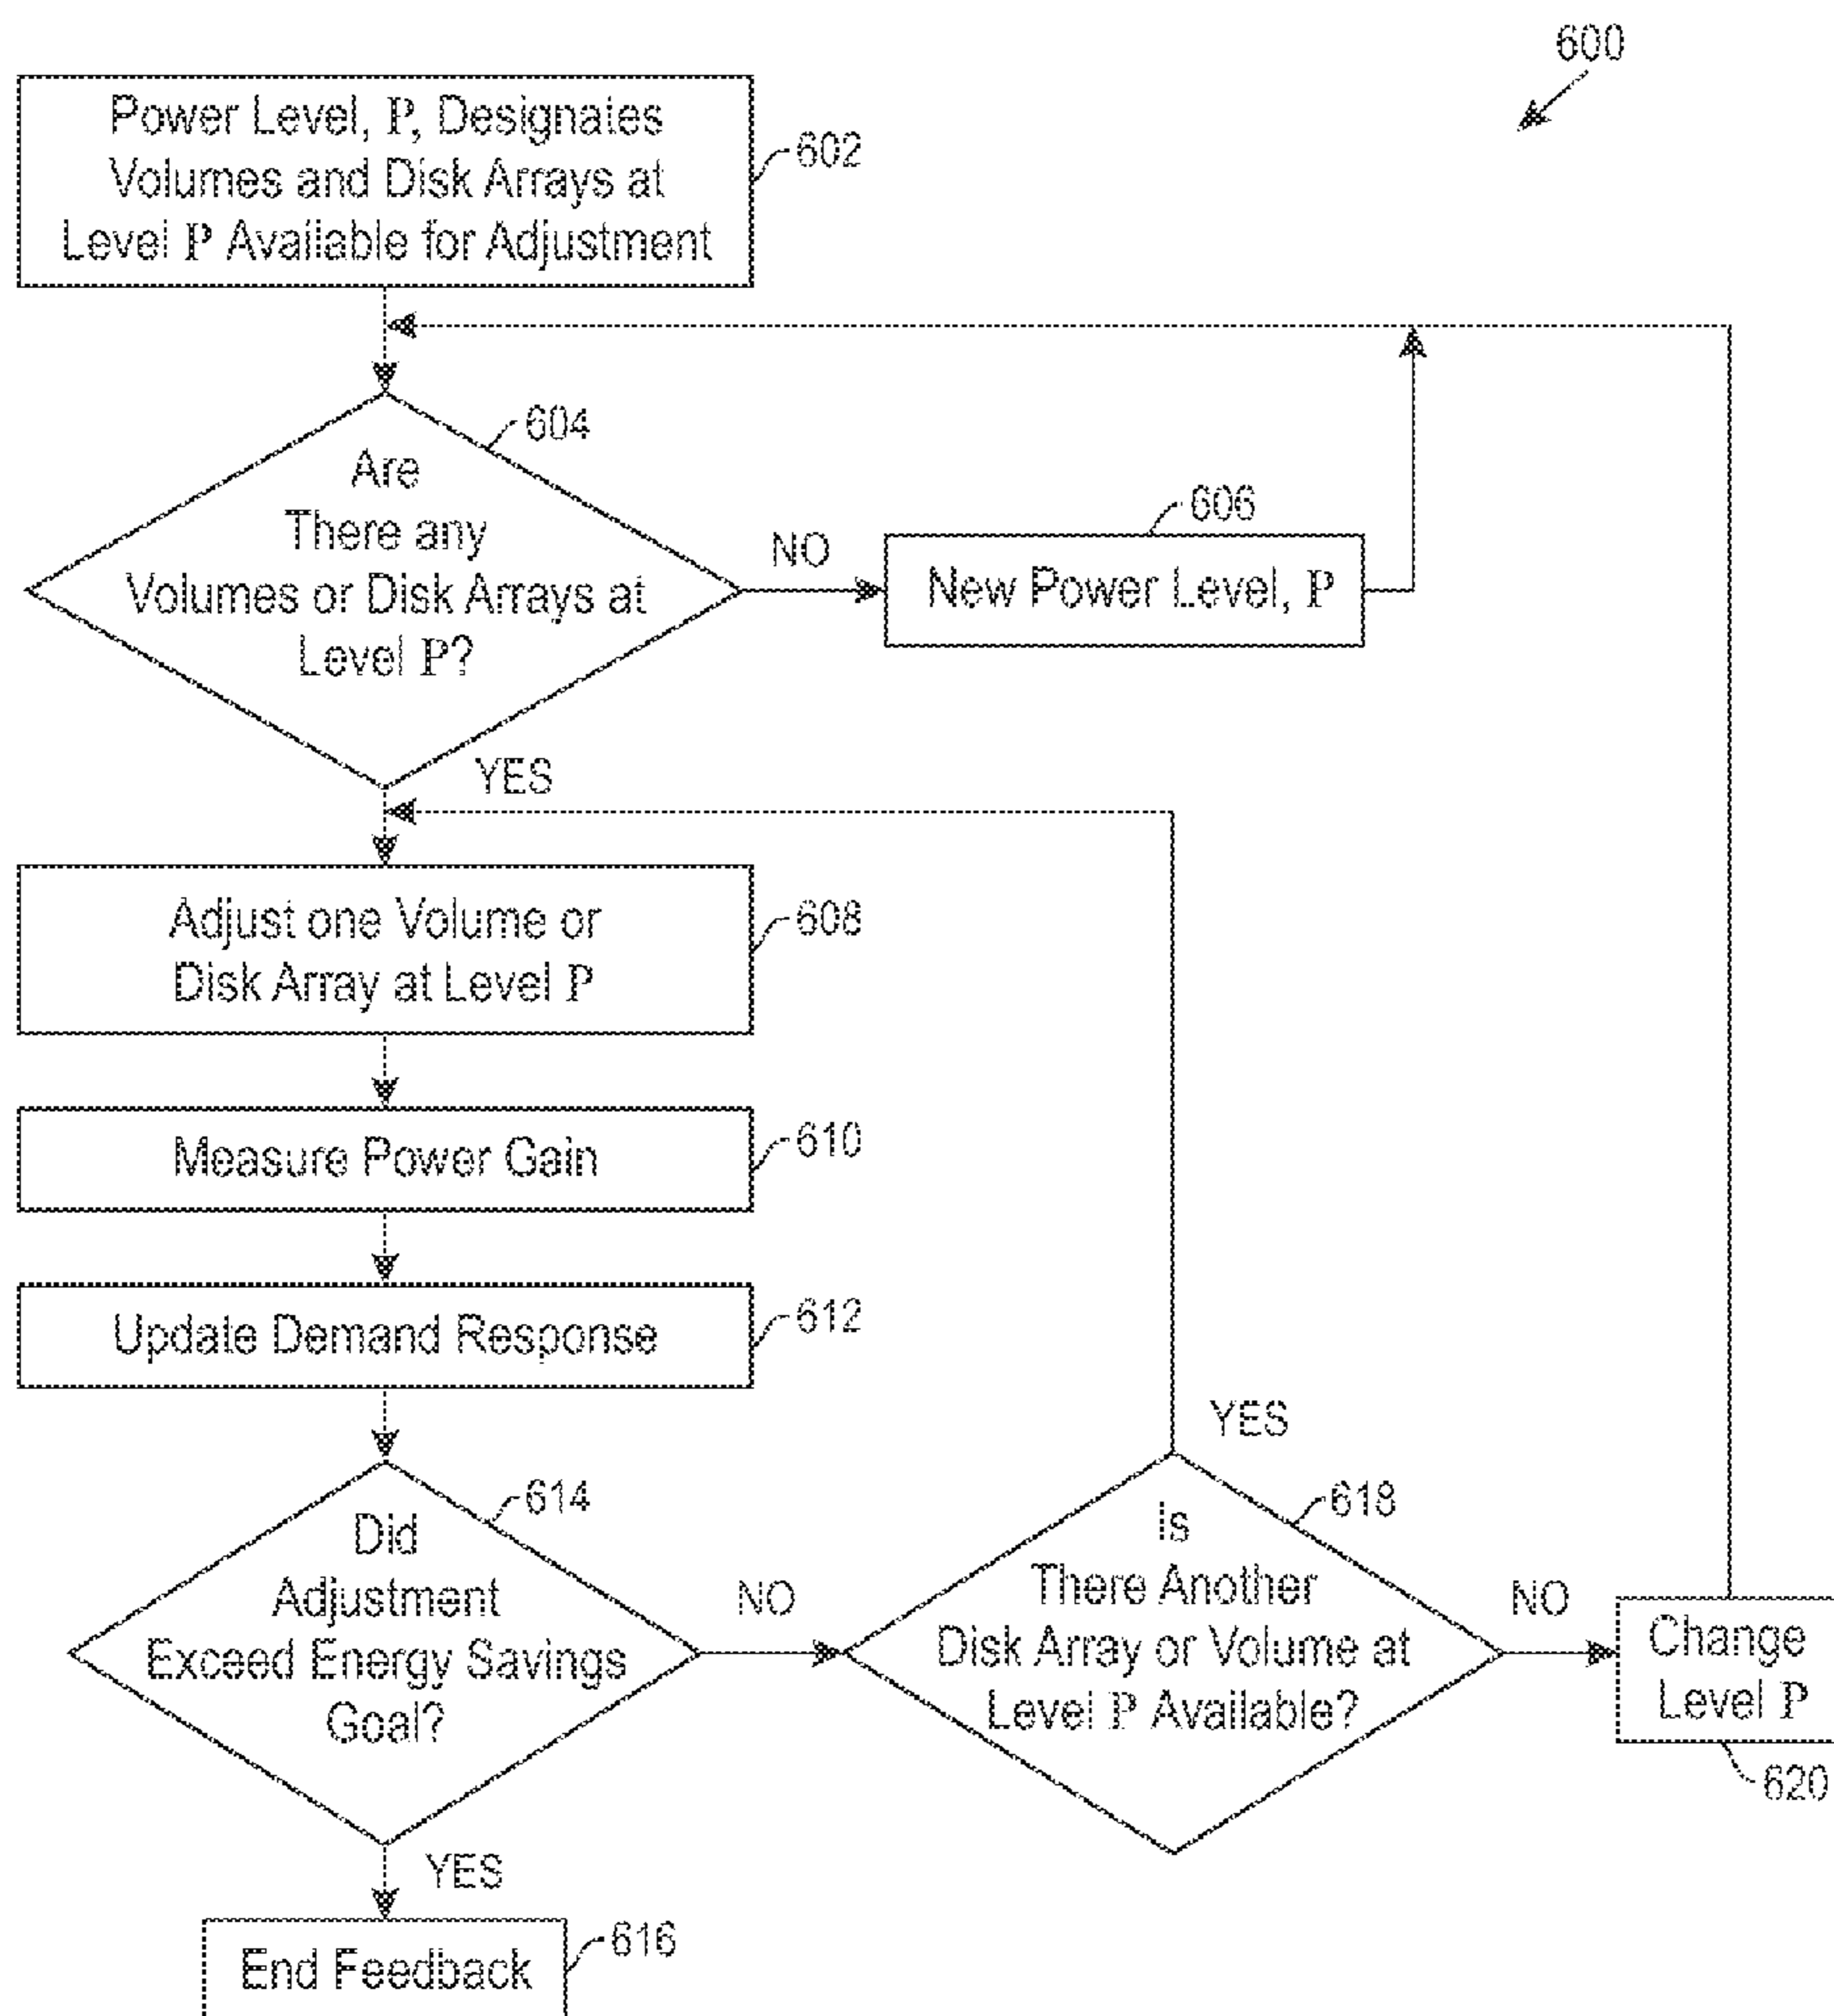 600
Power Level, P, Designates
Volumes and Disk Arrays at
Level P Available for Adjustment
602
604
Are
There any
Volumes or Disk Arrays at
Level P?
NO
606
New Power Level, P
YES
Adjust one Volume or
Disk Array at Level P
608
Measure Power Gain
610
Update Demand Response
612
614
Did
Adjustment
Exceed Energy Savings
Goal?
NO
YES
618
Is
There Another
Disk Array or Volume at
Level P Available?
NO
Change
Level P
620
YES
End Feedback
616